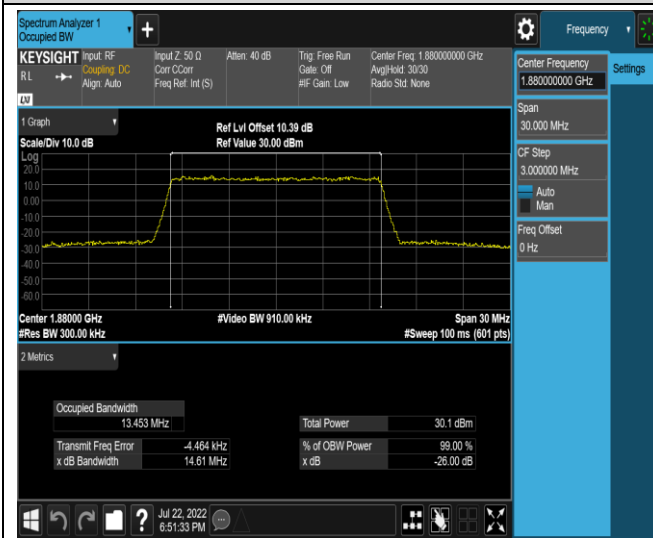 Spectrum Analyzer 1
Occupied BW
+
Frequency
KEYSIGHT
RL
LXI
Input: RF
Coupling: DC
Align: Auto
Input Z: 50 Ω
Corr CCorr
Freq Ref: Int (S)
Atten: 40 dB
Trig: Free Run
Gate: Off
#IF Gain: Low
Center Freq: 1.880000000 GHz
Avg|Hold: 30/30
Radio Std: None
Center Frequency
1.880000000 GHz
Settings
Span
30.000 MHz
CF Step
3.000000 MHz
Auto
Man
Freq Offset
0 Hz
1 Graph
Scale/Div 10.0 dB
Ref Lvl Offset 10.39 dB
Ref Value 30.00 dBm
Log
20.0
10.0
0.00
-10.0
-20.0
-30.0
-40.0
-50.0
-60.0
Center 1.88000 GHz
#Res BW 300.00 kHz
#Video BW 910.00 kHz
Span 30 MHz
#Sweep 100 ms (601 pts)
2 Metrics
Occupied Bandwidth
13.453 MHz
Transmit Freq Error -4.464 kHz
x dB Bandwidth 14.61 MHz
Total Power 30.1 dBm
% of OBW Power 99.00 %
x dB -26.00 dB
?
Jul 22, 2022
6:51:33 PM